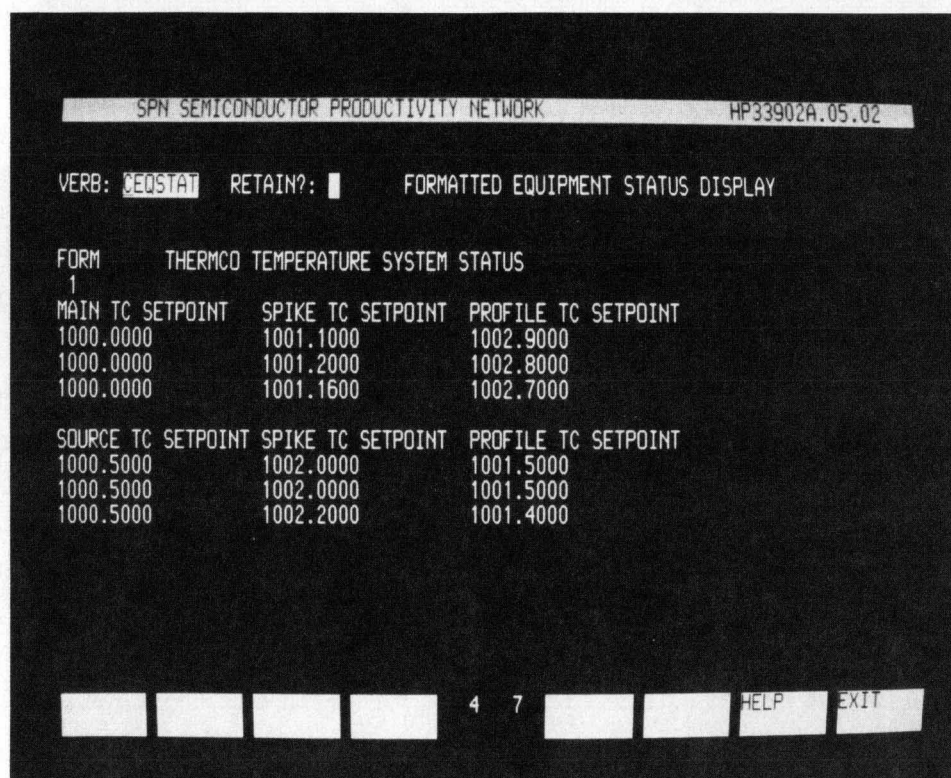 SPN SEMICONDUCTOR PRODUCTIVITY NETWORK HP33902A.05.02
VERB: CEQSTAT RETAIN?: FORMATTED EQUIPMENT STATUS DISPLAY
FORM THERMCO TEMPERATURE SYSTEM STATUS
1
MAIN TC SETPOINT SPIKE TC SETPOINT PROFILE TC SETPOINT
1000.0000 1001.1000 1002.9000
1000.0000 1001.2000 1002.8000
1000.0000 1001.1600 1002.7000
SOURCE TC SETPOINT SPIKE TC SETPOINT PROFILE TC SETPOINT
1000.5000 1002.0000 1001.5000
1000.5000 1002.0000 1001.5000
1000.5000 1002.2000 1001.4000
4 7 HELP EXIT